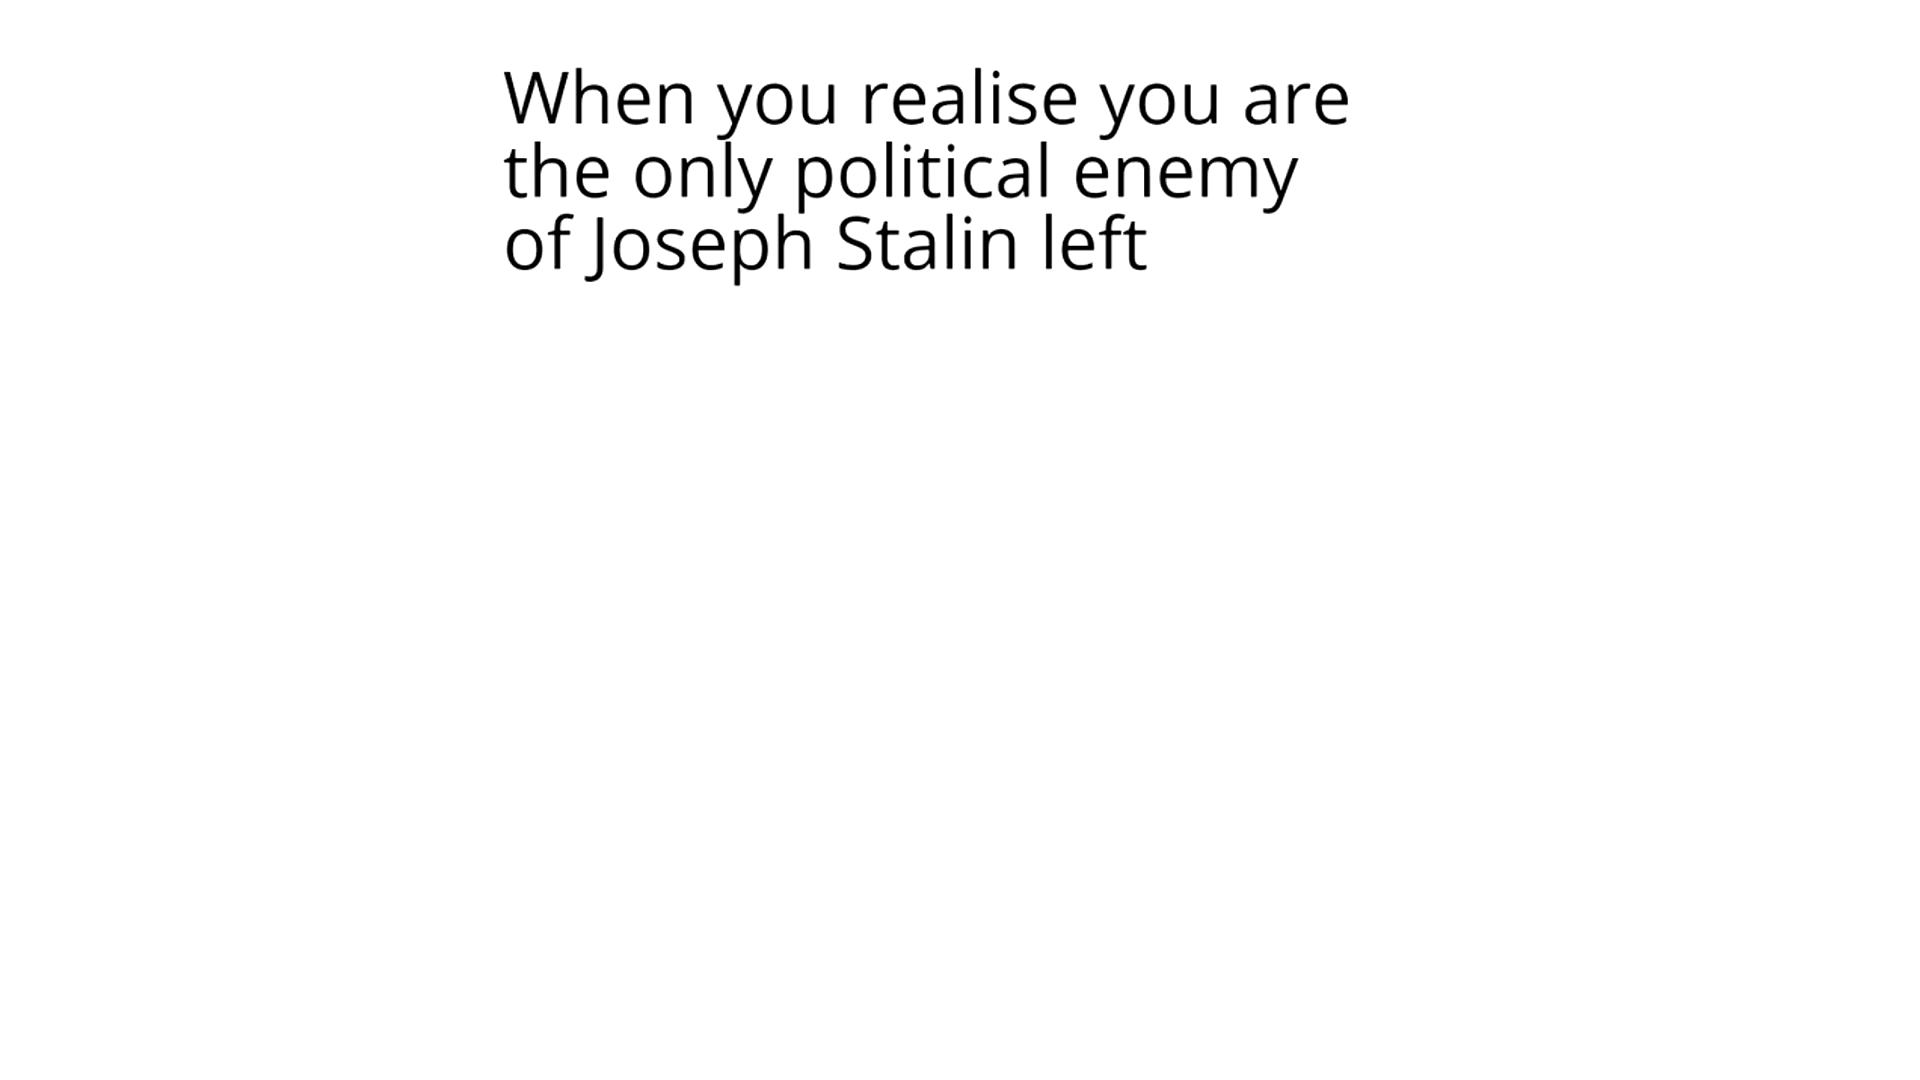 When you realise you are
the only political enemy
of Joseph Stalin left